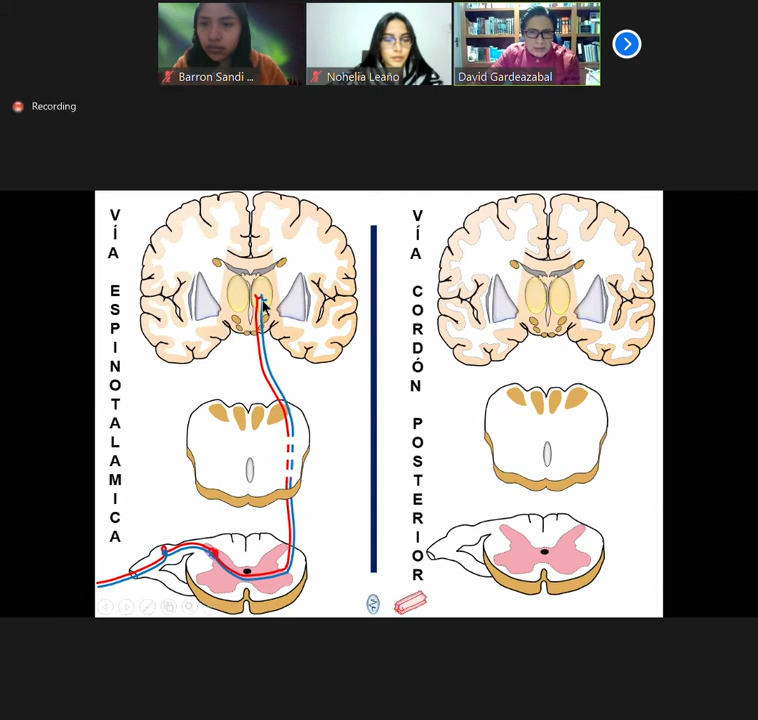 Barron Sandi ...
Nohelia Leaño
David Gardeazabal
Recording
VÍA ESPINOTALAMICA
VÍA CORDÓN POSTERIOR